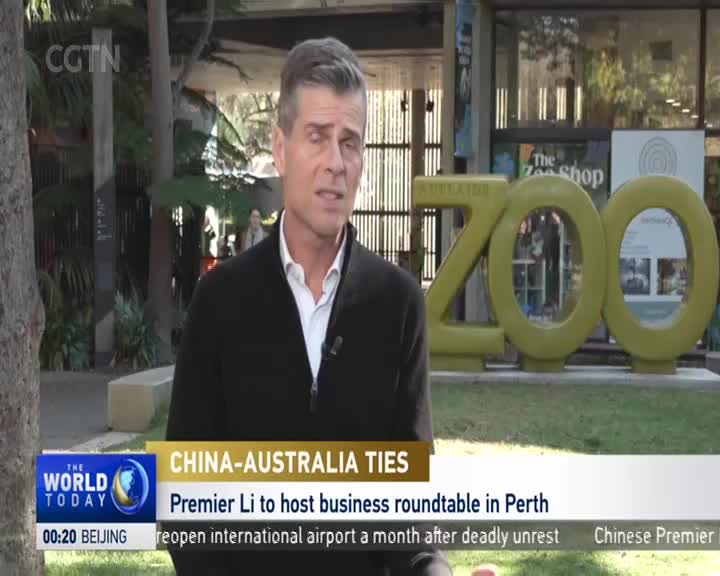 CGTN
ADELAIDE
The
Zoo Shop
ZOO
CHINA-AUSTRALIA TIES
Premier Li to host business roundtable in Perth
THE
WORLD
TODAY
00:20 BEIJING
reopen international airport a month after deadly unrest Chinese Premier